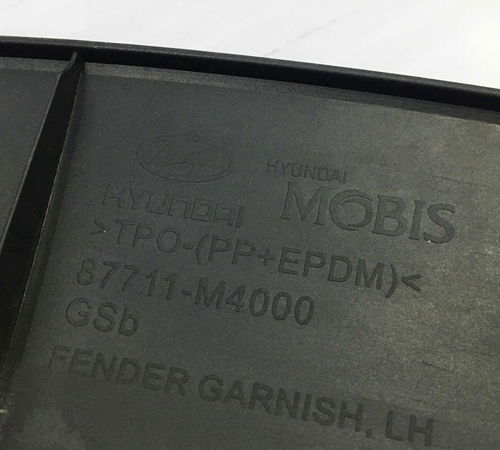 HYUNDAI
HYUNDAI
MOBIS
>TPO-(PP+EPDM)<
87711-M4000
GSb
FENDER GARNISH, LH